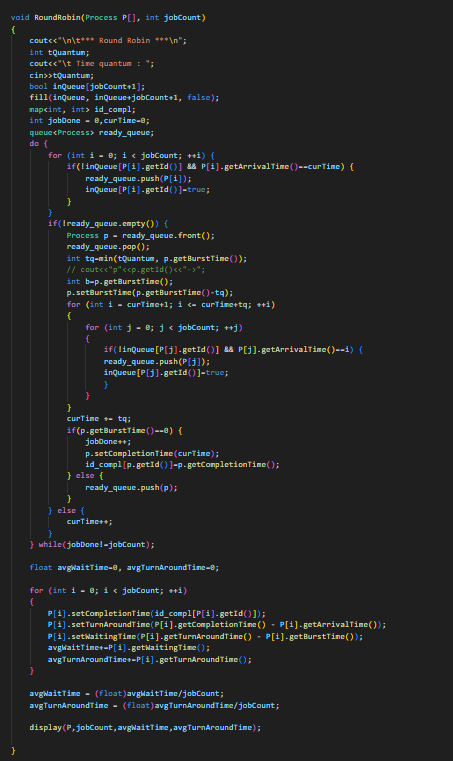 void RoundRobin(Process P[], int jobCount)
{
    cout<<"\n\t*** Round Robin ***\n";
    int tQuantum;
    cout<<"\t Time quantum : ";
    cin>>tQuantum;
    bool inQueue[jobCount+1];
    fill(inQueue, inQueue+jobCount+1, false);
    map<int, int> id_compl;
    int jobDone = 0,curTime=0;
    queue<Process> ready_queue;
    do {
        for (int i = 0; i < jobCount; ++i) {
            if(!inQueue[P[i].getId()] && P[i].getArrivalTime()==curTime) {
                ready_queue.push(P[i]);
                inQueue[P[i].getId()]=true;
            }
        }
        if(!ready_queue.empty()) {
            Process p = ready_queue.front();
            ready_queue.pop();
            int tq=min(tQuantum, p.getBurstTime());
            // cout<<"p"<<p.getId()<<"->";
            int b=p.getBurstTime();
            p.setBurstTime(p.getBurstTime()-tq);
            for (int i = curTime+1; i <= curTime+tq; ++i)
            {
                for (int j = 0; j < jobCount; ++j)
                {
                    if(!inQueue[P[j].getId()] && P[j].getArrivalTime()==i) {
                    ready_queue.push(P[j]);
                    inQueue[P[j].getId()]=true;
                    }
                }
            }
            curTime += tq;
            if(p.getBurstTime()==0) {
                jobDone++;
                p.setCompletionTime(curTime);
                id_compl[p.getId()]=p.getCompletionTime();
            } else {
                ready_queue.push(p);
            }
        } else {
            curTime++;
        }
    } while(jobDone!=jobCount);

    float avgWaitTime=0, avgTurnAroundTime=0;

    for (int i = 0; i < jobCount; ++i)
    {
        P[i].setCompletionTime(id_compl[P[i].getId()]);
        P[i].setTurnAroundTime(P[i].getCompletionTime() - P[i].getArrivalTime());
        P[i].setWaitingTime(P[i].getTurnAroundTime() - P[i].getBurstTime());
        avgWaitTime+=P[i].getWaitingTime();
        avgTurnAroundTime+=P[i].getTurnAroundTime();
    }

    avgWaitTime = (float)avgWaitTime/jobCount;
    avgTurnAroundTime = (float)avgTurnAroundTime/jobCount;

    display(P,jobCount,avgWaitTime,avgTurnAroundTime);

}